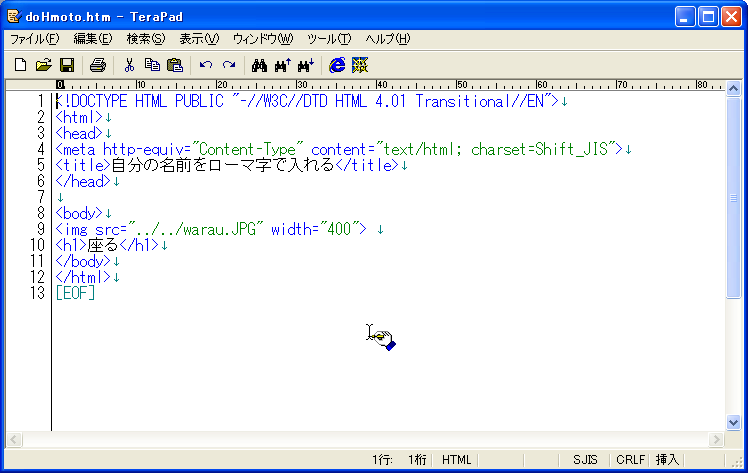 doHmoto.htm - TeraPad
ファイル(F) 編集(E) 検索(S) 表示(V) ウィンドウ(W) ツール(T) ヘルプ(H)
0 10 20 30 40 50 60 70 80
1 <!DOCTYPE HTML PUBLIC "-//W3C//DTD HTML 4.01 Transitional//EN">↓
2 <html>↓
3 <head>↓
4 <meta http-equiv="Content-Type" content="text/html; charset=Shift_JIS">↓
5 <title>自分の名前をローマ字で入れる</title>↓
6 </head>↓
7 ↓
8 <body>↓
9 <img src="../../warau.JPG" width="400"> ↓
10 <h1>座る</h1>↓
11 </body>↓
12 </html>↓
13 [EOF]
1行: 1桁 HTML SJIS CRLF 挿入